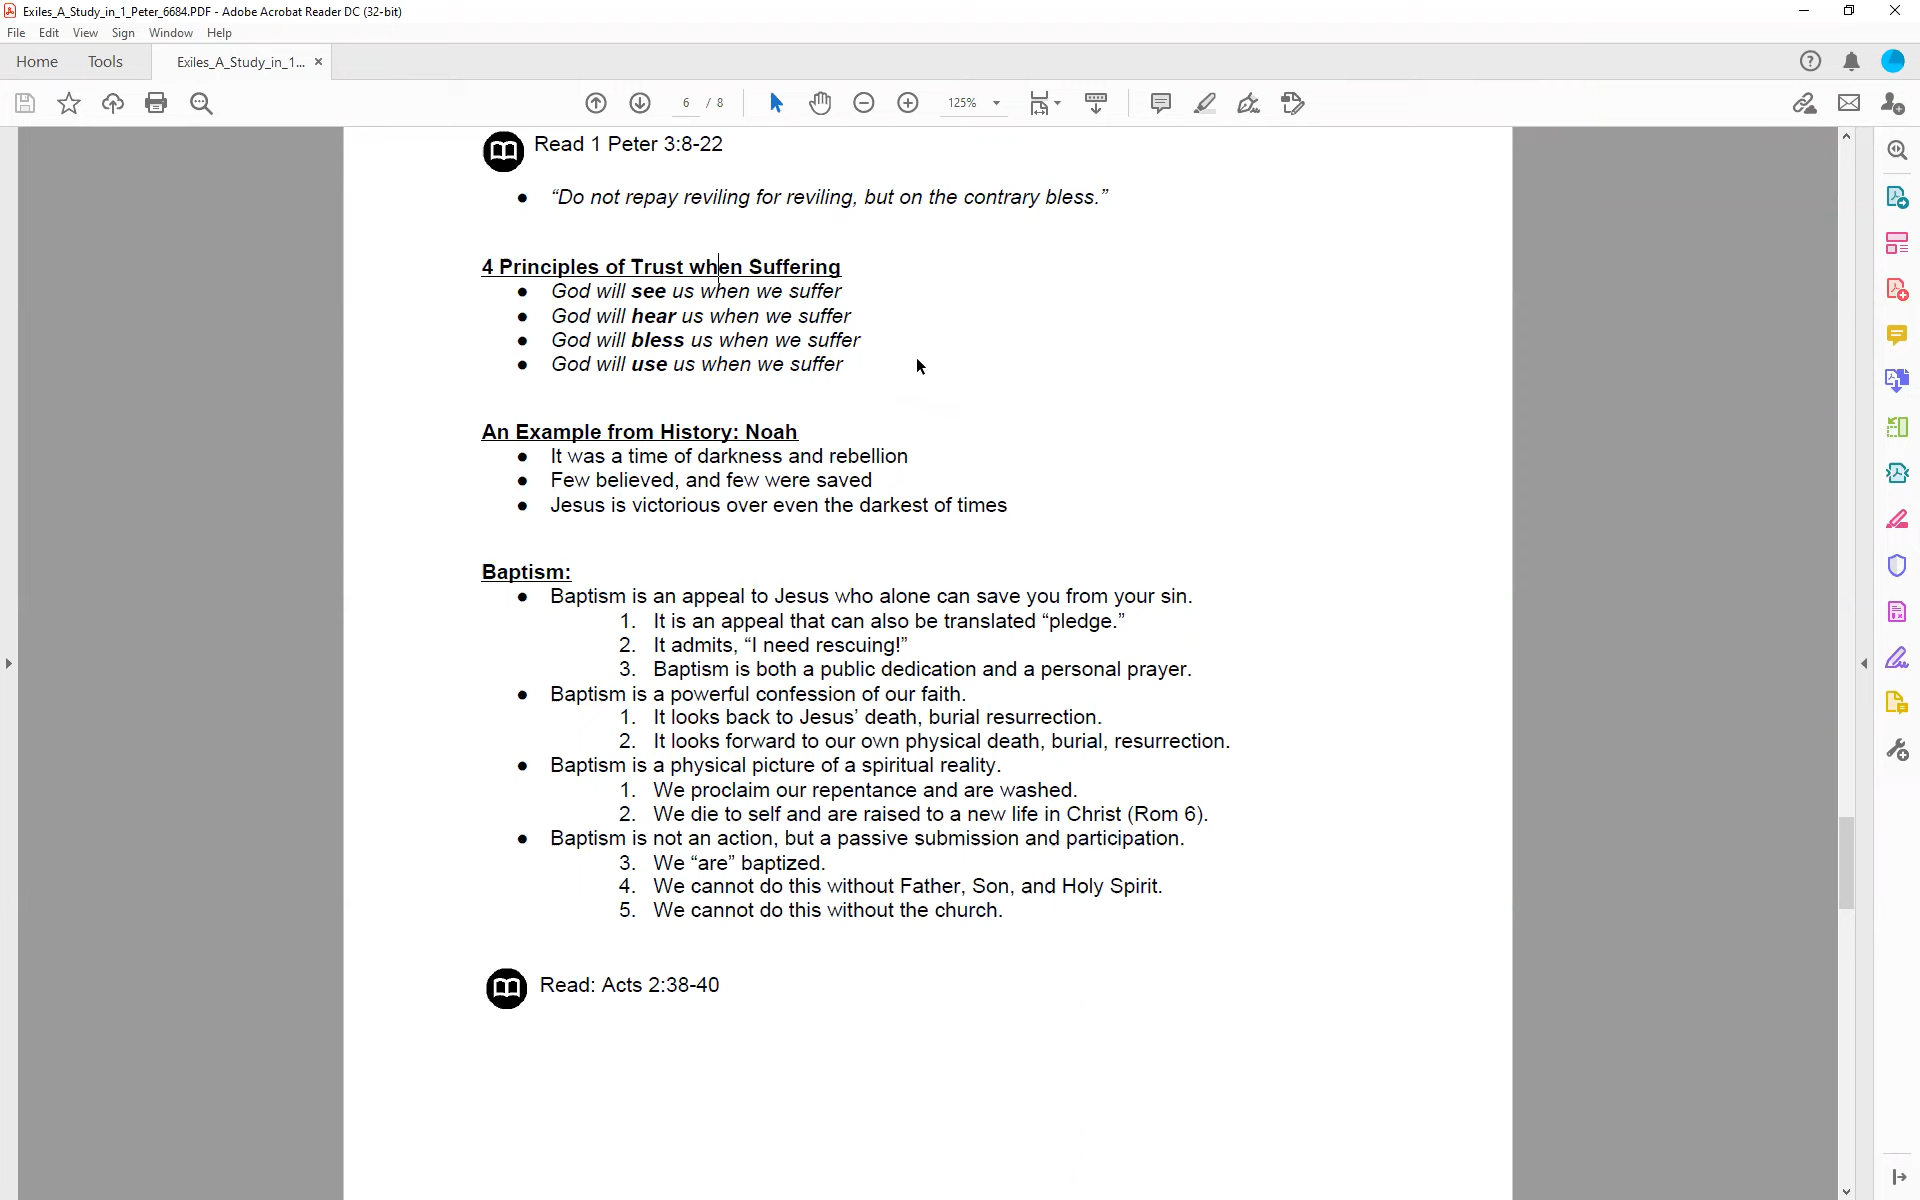 Exiles_A_Study_in_1_Peter_6684.PDF - Adobe Acrobat Reader DC (32-bit)
File Edit View Sign Window Help
Home Tools Exiles_A_Study_in_1... ×
6 / 8 125%
Read 1 Peter 3:8-22
● “Do not repay reviling for reviling, but on the contrary bless.”
4 Principles of Trust when Suffering
● God will see us when we suffer
● God will hear us when we suffer
● God will bless us when we suffer
● God will use us when we suffer
An Example from History: Noah
● It was a time of darkness and rebellion
● Few believed, and few were saved
● Jesus is victorious over even the darkest of times
Baptism:
● Baptism is an appeal to Jesus who alone can save you from your sin.
1. It is an appeal that can also be translated “pledge.”
2. It admits, “I need rescuing!”
3. Baptism is both a public dedication and a personal prayer.
● Baptism is a powerful confession of our faith.
1. It looks back to Jesus’ death, burial resurrection.
2. It looks forward to our own physical death, burial, resurrection.
● Baptism is a physical picture of a spiritual reality.
1. We proclaim our repentance and are washed.
2. We die to self and are raised to a new life in Christ (Rom 6).
● Baptism is not an action, but a passive submission and participation.
3. We “are” baptized.
4. We cannot do this without Father, Son, and Holy Spirit.
5. We cannot do this without the church.
Read: Acts 2:38-40